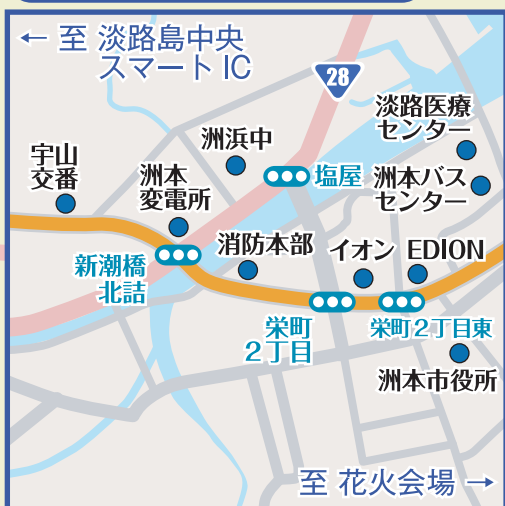 ← 至 淡路島中央
スマートIC
28
淡路医療
センター
洲浜中
宇山
交番
洲本
変電所
塩屋
洲本バス
センター
消防本部
イオン
EDION
新潮橋
北詰
栄町
２丁目
栄町２丁目東
洲本市役所
至 花火会場 →